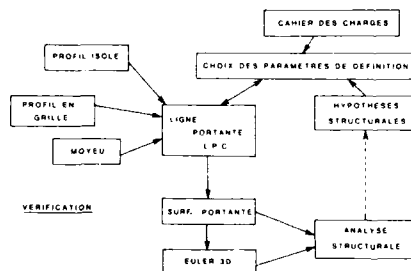 CAHIER DES CHARGES
PROFIL ISOLE
CHOIX DES PARAMETRES DE DEFINITION
PROFIL EN
GRILLE
LIGNE
PORTANTE
L.P.C
HYPOTHESES
STRUCTURALES
MOYEU
VERIFICATION
SURF. PORTANTE
ANALYSE
STRUCTURALE
EULER 3D